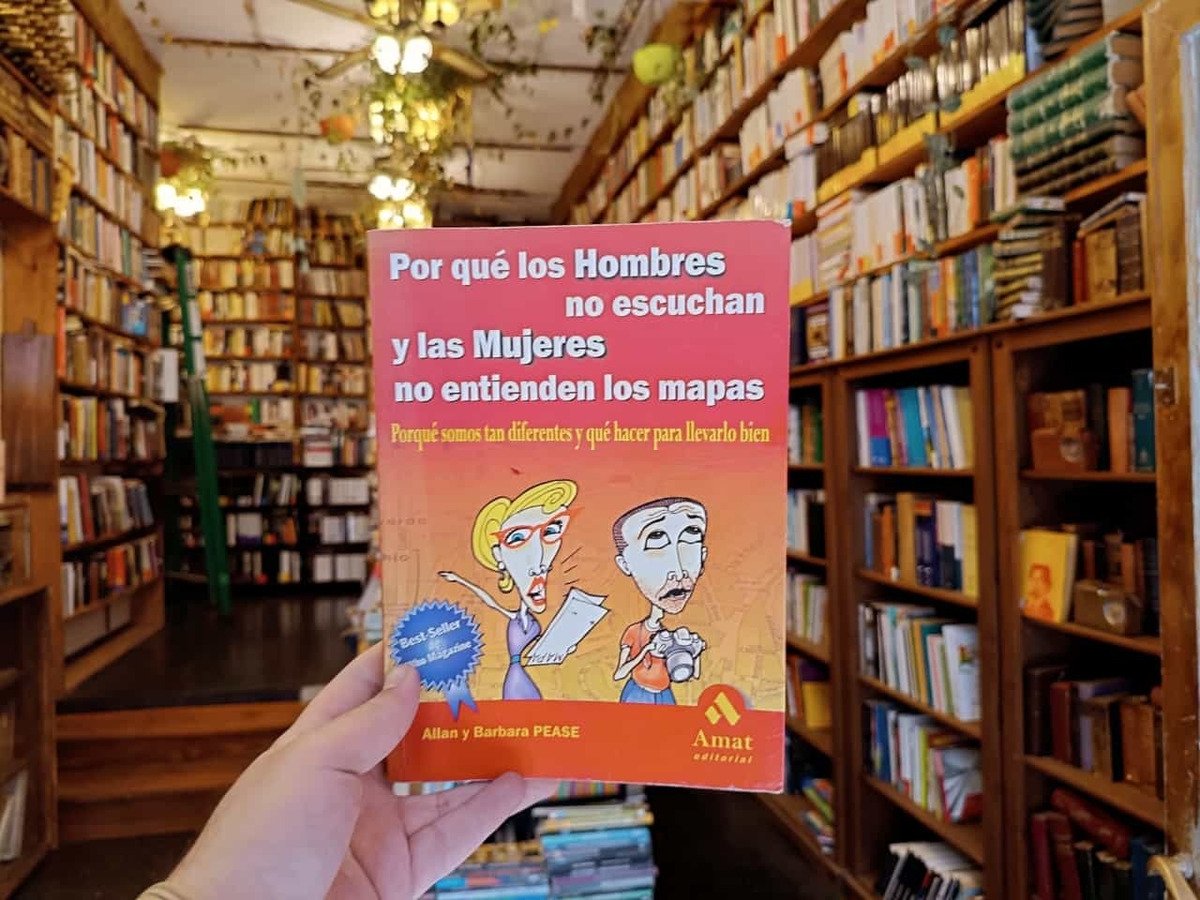 Por qué los Hombres
no escuchan
y las Mujeres
no entienden los mapas
Porqué somos tan diferentes y qué hacer para llevarlo bien
Best-Seller
Magazine
Allan y Barbara PEASE
Amat
editorial